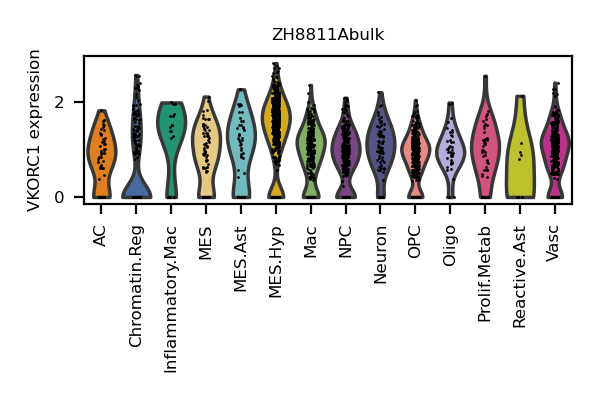 ZH8811Abulk
VKORC1 expression
2
0
AC
Chromatin.Reg
Inflammatory.Mac
MES
MES.Ast
MES.Hyp
Mac
NPC
Neuron
OPC
Oligo
Prolif.Metab
Reactive.Ast
Vasc